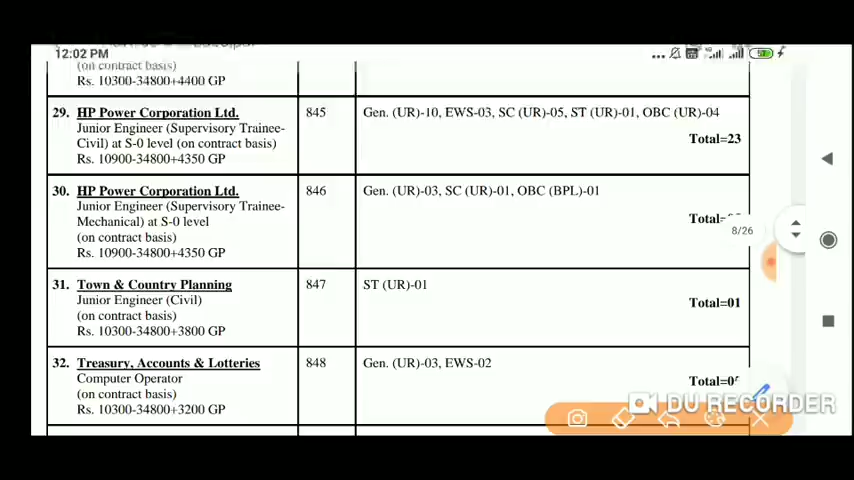 12:02 PM
57
(on contract basis)
Rs. 10300-34800+4400 GP
29. HP Power Corporation Ltd.
Junior Engineer (Supervisory Trainee-
Civil) at S-0 level (on contract basis)
Rs. 10900-34800+4350 GP
845
Gen. (UR)-10, EWS-03, SC (UR)-05, ST (UR)-01, OBC (UR)-04
Total=23
30. HP Power Corporation Ltd.
Junior Engineer (Supervisory Trainee-
Mechanical) at S-0 level
(on contract basis)
Rs. 10900-34800+4350 GP
846
Gen. (UR)-03, SC (UR)-01, OBC (BPL)-01
Total=
8/26
31. Town & Country Planning
Junior Engineer (Civil)
(on contract basis)
Rs. 10300-34800+3800 GP
847
ST (UR)-01
Total=01
32. Treasury, Accounts & Lotteries
Computer Operator
(on contract basis)
Rs. 10300-34800+3200 GP
848
Gen. (UR)-03, EWS-02
Total=
DU RECORDER